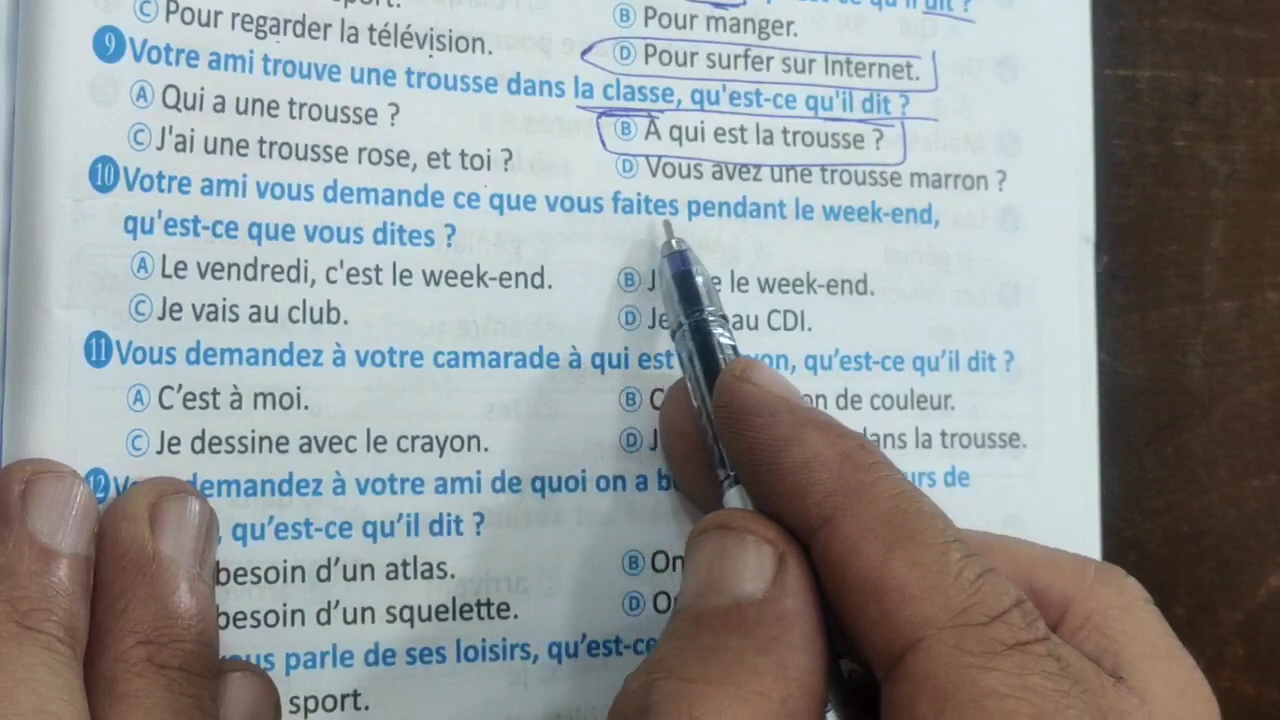 qu'il dit ?
C Pour regarder la télévision.
B Pour manger.
D Pour surfer sur Internet.
9 Votre ami trouve une trousse dans la classe, qu'est-ce qu'il dit ?
A Qui a une trousse ?
B À qui est la trousse ?
C J'ai une trousse rose, et toi ?
D Vous avez une trousse marron ?
10 Votre ami vous demande ce que vous faites pendant le week-end,
qu'est-ce que vous dites ?
A Le vendredi, c'est le week-end.
B le week-end.
C Je vais au club.
D au CDI.
11 Vous demandez à votre camarade à qui est qu'est-ce qu'il dit ?
A C'est à moi.
B de couleur.
C Je dessine avec le crayon.
D dans la trousse.
12 demandez à votre ami de quoi on a de
, qu'est-ce qu'il dit ?
besoin d'un atlas.
B On
besoin d'un squelette.
D
parle de ses loisirs, qu'est-ce
sport.